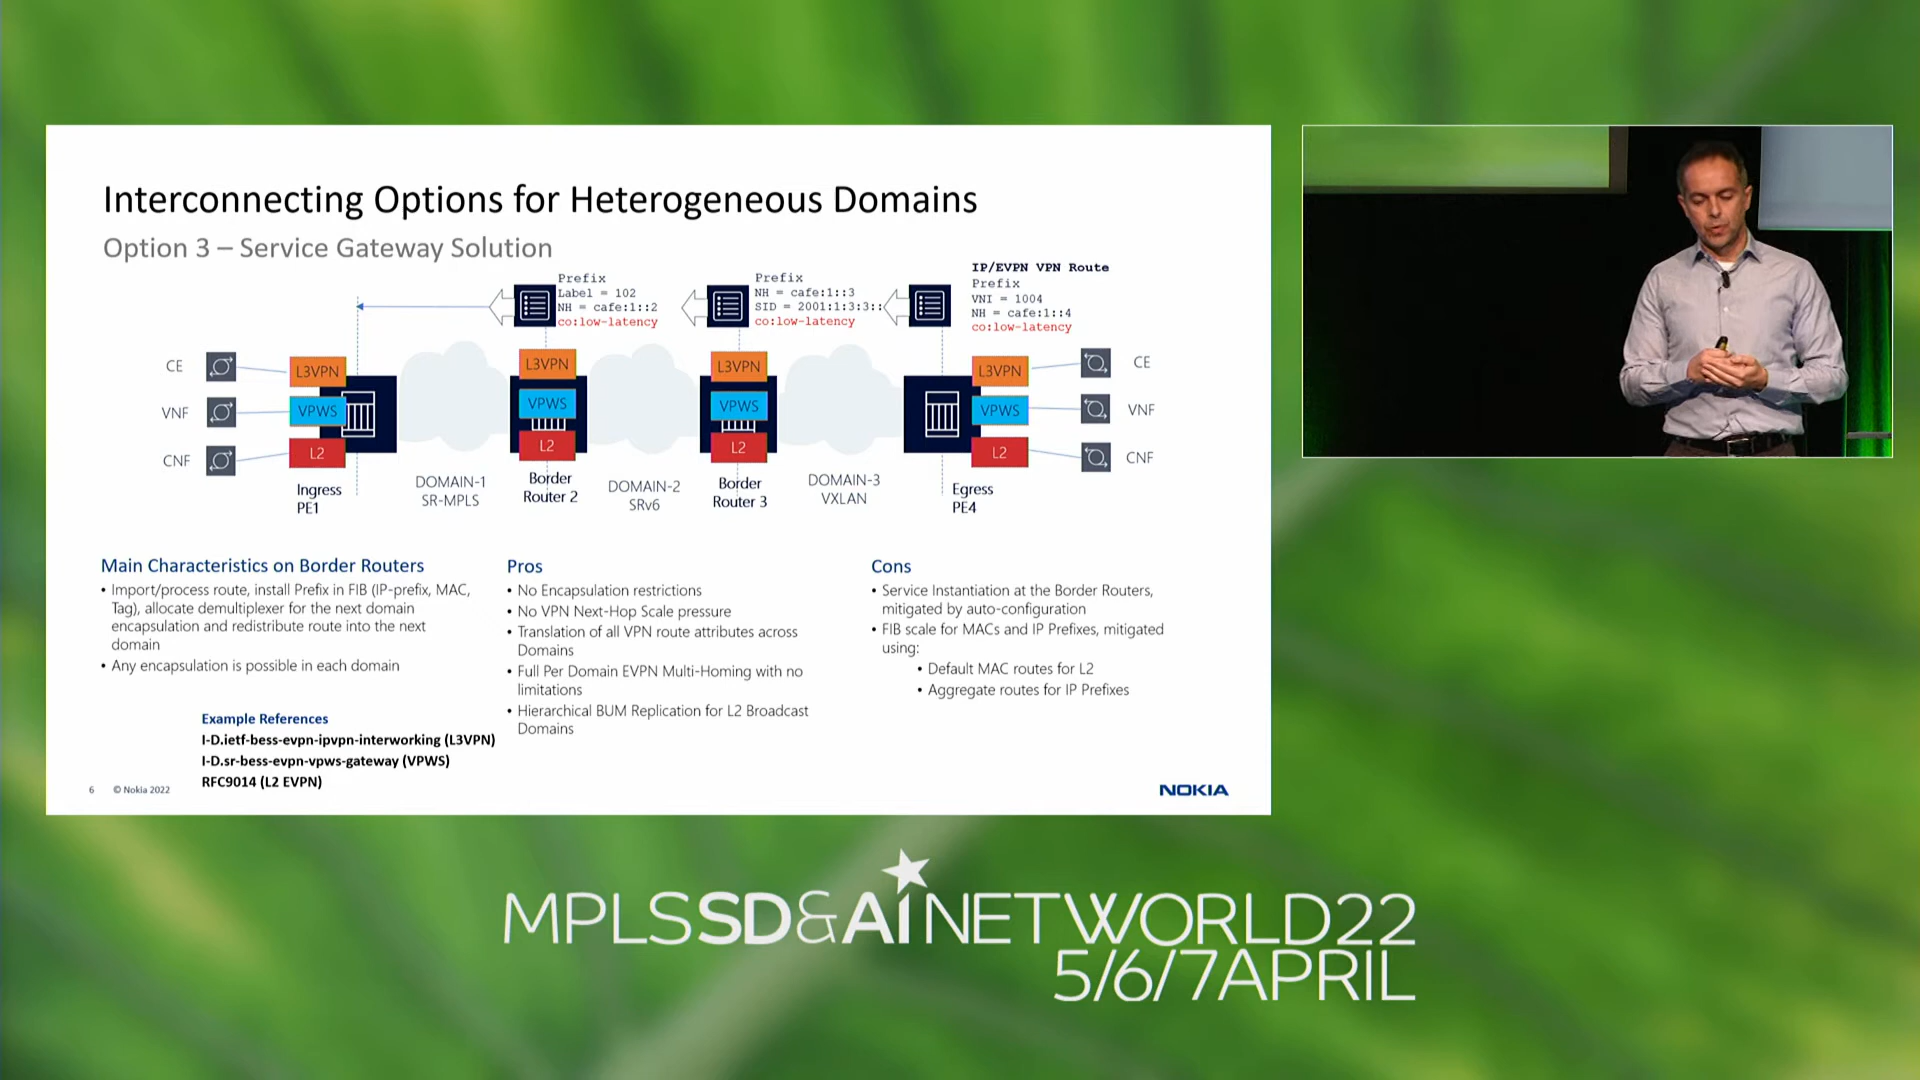 Interconnecting Options for Heterogeneous Domains
Option 3 – Service Gateway Solution
Prefix
Label = 102
NH = cafe:1::2
co:low-latency
Prefix
NH = cafe:1::3
SID = 2001:1:3:3::
co:low-latency
IP/EVPN VPN Route
Prefix
VNI = 1004
NH = cafe:1::4
co:low-latency
CE
VNF
CNF
L3VPN
VPWS
L2
Ingress
PE1
DOMAIN-1
SR-MPLS
L3VPN
VPWS
L2
Border
Router 2
DOMAIN-2
SRv6
L3VPN
VPWS
L2
Border
Router 3
DOMAIN-3
VXLAN
L3VPN
VPWS
L2
Egress
PE4
CE
VNF
CNF
Main Characteristics on Border Routers
• Import/process route, install Prefix in FIB (IP-prefix, MAC,
Tag), allocate demultiplexer for the next domain
encapsulation and redistribute route into the next
domain
• Any encapsulation is possible in each domain
Example References
I-D.ietf-bess-evpn-ipvpn-interworking (L3VPN)
I-D.sr-bess-evpn-vpws-gateway (VPWS)
RFC9014 (L2 EVPN)
Pros
• No Encapsulation restrictions
• No VPN Next-Hop Scale pressure
• Translation of all VPN route attributes across
Domains
• Full Per Domain EVPN Multi-Homing with no
limitations
• Hierarchical BUM Replication for L2 Broadcast
Domains
Cons
• Service Instantiation at the Border Routers,
mitigated by auto-configuration
• FIB scale for MACs and IP Prefixes, mitigated
using:
• Default MAC routes for L2
• Aggregate routes for IP Prefixes
6 © Nokia 2022
NOKIA
MPLSSD&AINETWORLD22
5/6/7APRIL